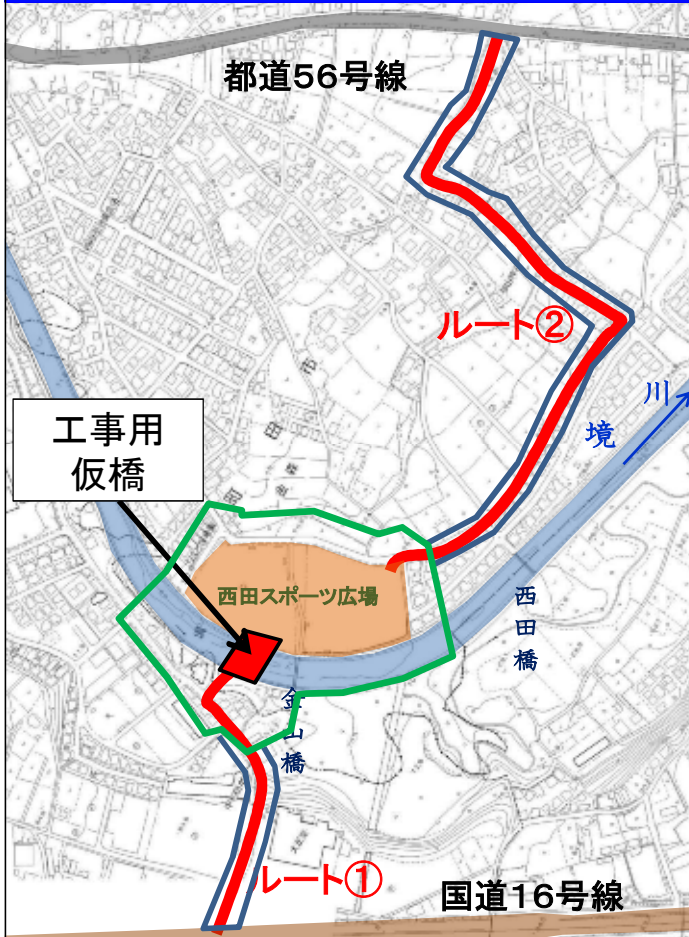 都道56号線
ルート②
川
境
工事用
仮橋
西田スポーツ広場
西田橋
金山橋
ルート①
国道16号線